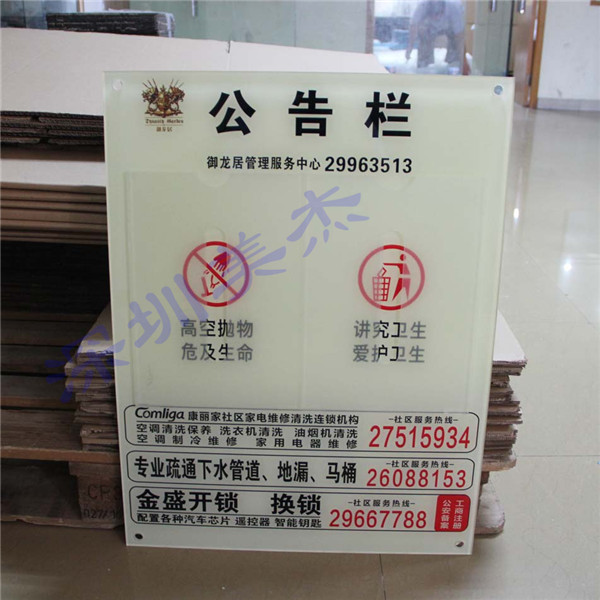 公告栏
Dynastic Garden
御龙居
御龙居管理服务中心 29963513
高空抛物
危及生命
讲究卫生
爱护卫生
深圳美杰
Comliga 康丽家社区家电维修清洗连锁机构
空调清洗保养 洗衣机清洗 油烟机清洗
空调制冷维修 家用电器维修
-社区服务热线-
27515934
专业疏通下水管道、地漏、马桶
-社区服务热线-
26088153
金盛开锁 换锁
配置各种汽车芯片 遥控器 智能钥匙
-社区服务热线-
29667788
公安备案
工商注册